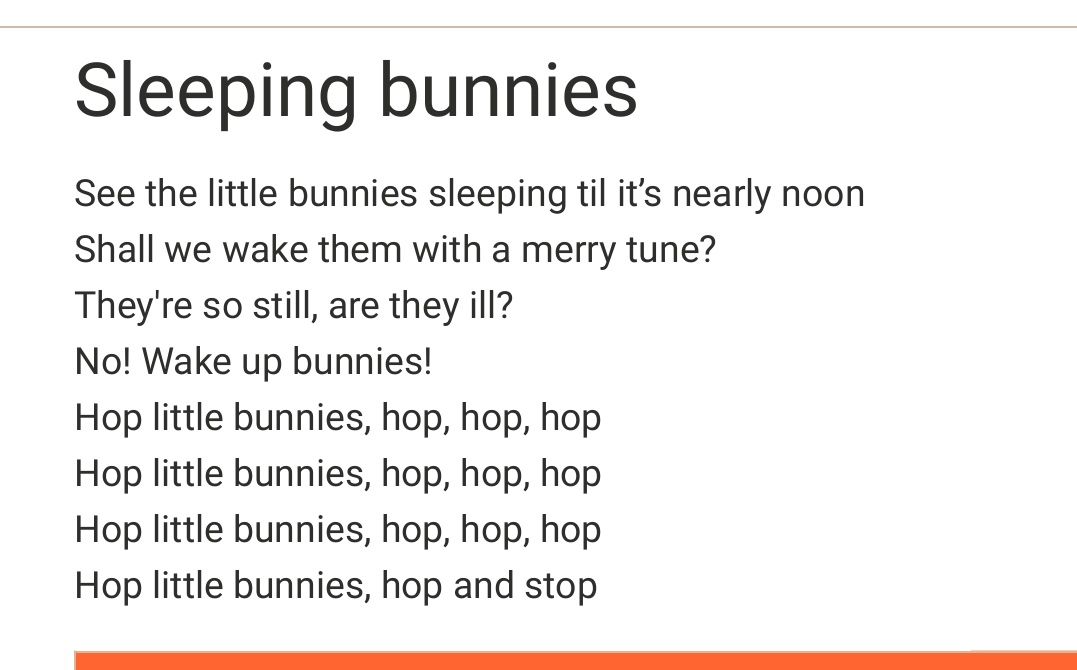 Sleeping bunnies
See the little bunnies sleeping til it’s nearly noon
Shall we wake them with a merry tune?
They're so still, are they ill?
No! Wake up bunnies!
Hop little bunnies, hop, hop, hop
Hop little bunnies, hop, hop, hop
Hop little bunnies, hop, hop, hop
Hop little bunnies, hop and stop